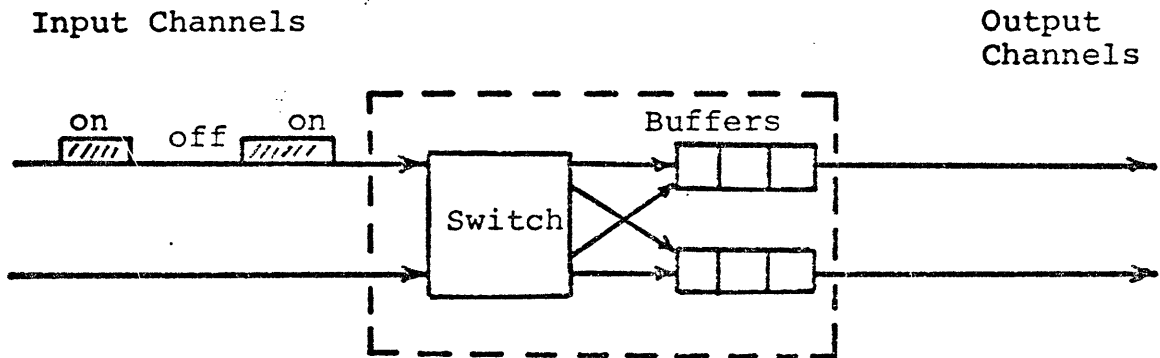 Input Channels
Output
Channels
on
off
on
Buffers
Switch